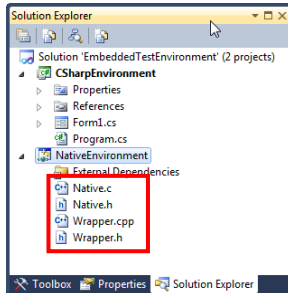 Solution Explorer
Solution 'EmbeddedTestEnvironment' (2 projects)
CSharpEnvironment
Properties
References
Form1.cs
Program.cs
NativeEnvironment
External Dependencies
Native.c
Native.h
Wrapper.cpp
Wrapper.h
Toolbox Properties Solution Explorer